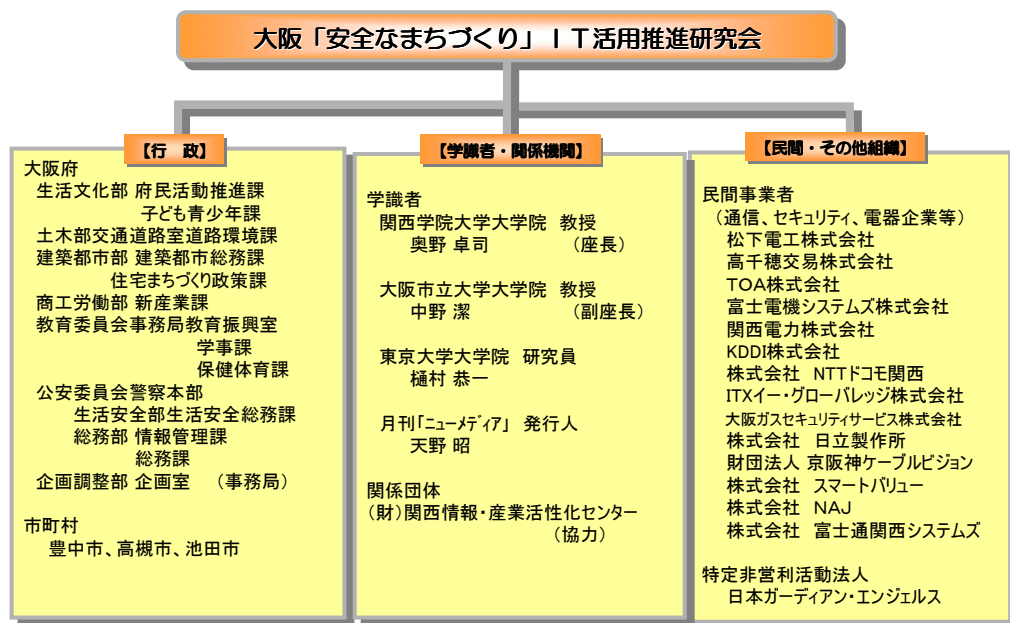 大阪「安全なまちづくり」ＩＴ活用推進研究会
【行　政】
大阪府
生活文化部 府民活動推進課
子ども青少年課
土木部交通道路室道路環境課
建築都市部 建築都市総務課
住宅まちづくり政策課
商工労働部 新産業課
教育委員会事務局教育振興室
学事課
保健体育課
公安委員会警察本部
生活安全部生活安全総務課
総務部 情報管理課
総務課
企画調整部 企画室　（事務局）
市町村
豊中市、高槻市、池田市
【学識者・関係機関】
学識者
関西学院大学大学院　教授
奥野 卓司　（座長）
大阪市立大学大学院　教授
中野 潔　（副座長）
東京大学大学院　研究員
樋村 恭一
月刊「ニューメディア」　発行人
天野 昭
関係団体
（財）関西情報・産業活性化センター
（協力）
【民間・その他組織】
民間事業者
（通信、セキュリティ、電器企業等）
松下電工株式会社
高千穂交易株式会社
ＴＯＡ株式会社
富士電機システムズ株式会社
関西電力株式会社
KDDI株式会社
株式会社　NTTドコモ関西
ITXイー・グローバレッジ株式会社
大阪ガスセキュリティサービス株式会社
株式会社　日立製作所
財団法人 京阪神ケーブルビジョン
株式会社　スマートバリュー
株式会社　ＮＡＪ
株式会社　富士通関西システムズ
特定非営利活動法人
日本ガーディアン・エンジェルス